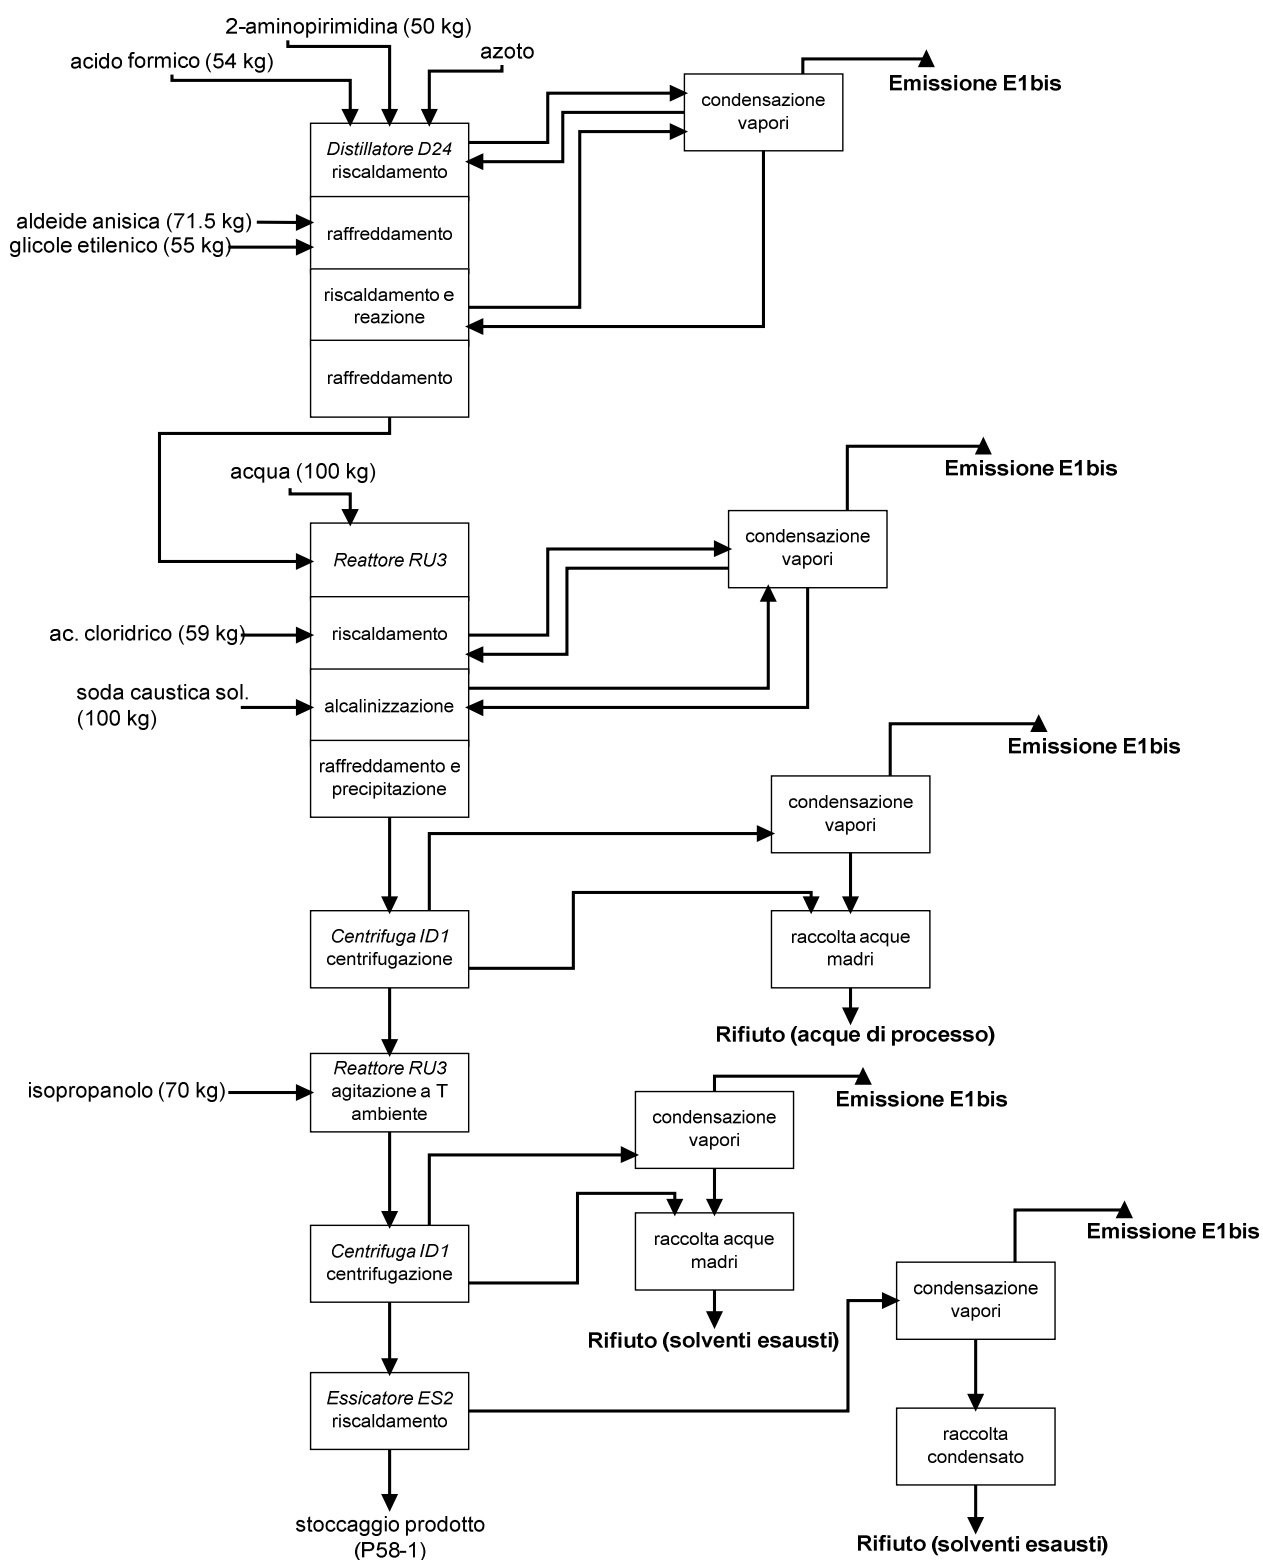 2-aminopirimidina (50 kg)
acido formico (54 kg)
azoto
Emissione E1bis
condensazione
vapori
Distillatore D24
riscaldamento
aldeide anisica (71.5 kg)
glicole etilenico (55 kg)
raffreddamento
riscaldamento e
reazione
raffreddamento
acqua (100 kg)
Emissione E1bis
condensazione
vapori
Reattore RU3
ac. cloridrico (59 kg)
riscaldamento
soda caustica sol.
(100 kg)
alcalinizzazione
raffreddamento e
precipitazione
Emissione E1bis
condensazione
vapori
Centrifuga ID1
centrifugazione
raccolta acque
madri
Rifiuto (acque di processo)
isopropanolo (70 kg)
Reattore RU3
agitazione a T
ambiente
Emissione E1bis
condensazione
vapori
Centrifuga ID1
centrifugazione
raccolta acque
madri
Rifiuto (solventi esausti)
Emissione E1bis
condensazione
vapori
Essicatore ES2
riscaldamento
raccolta
condensato
Rifiuto (solventi esausti)
stoccaggio prodotto
(P58-1)